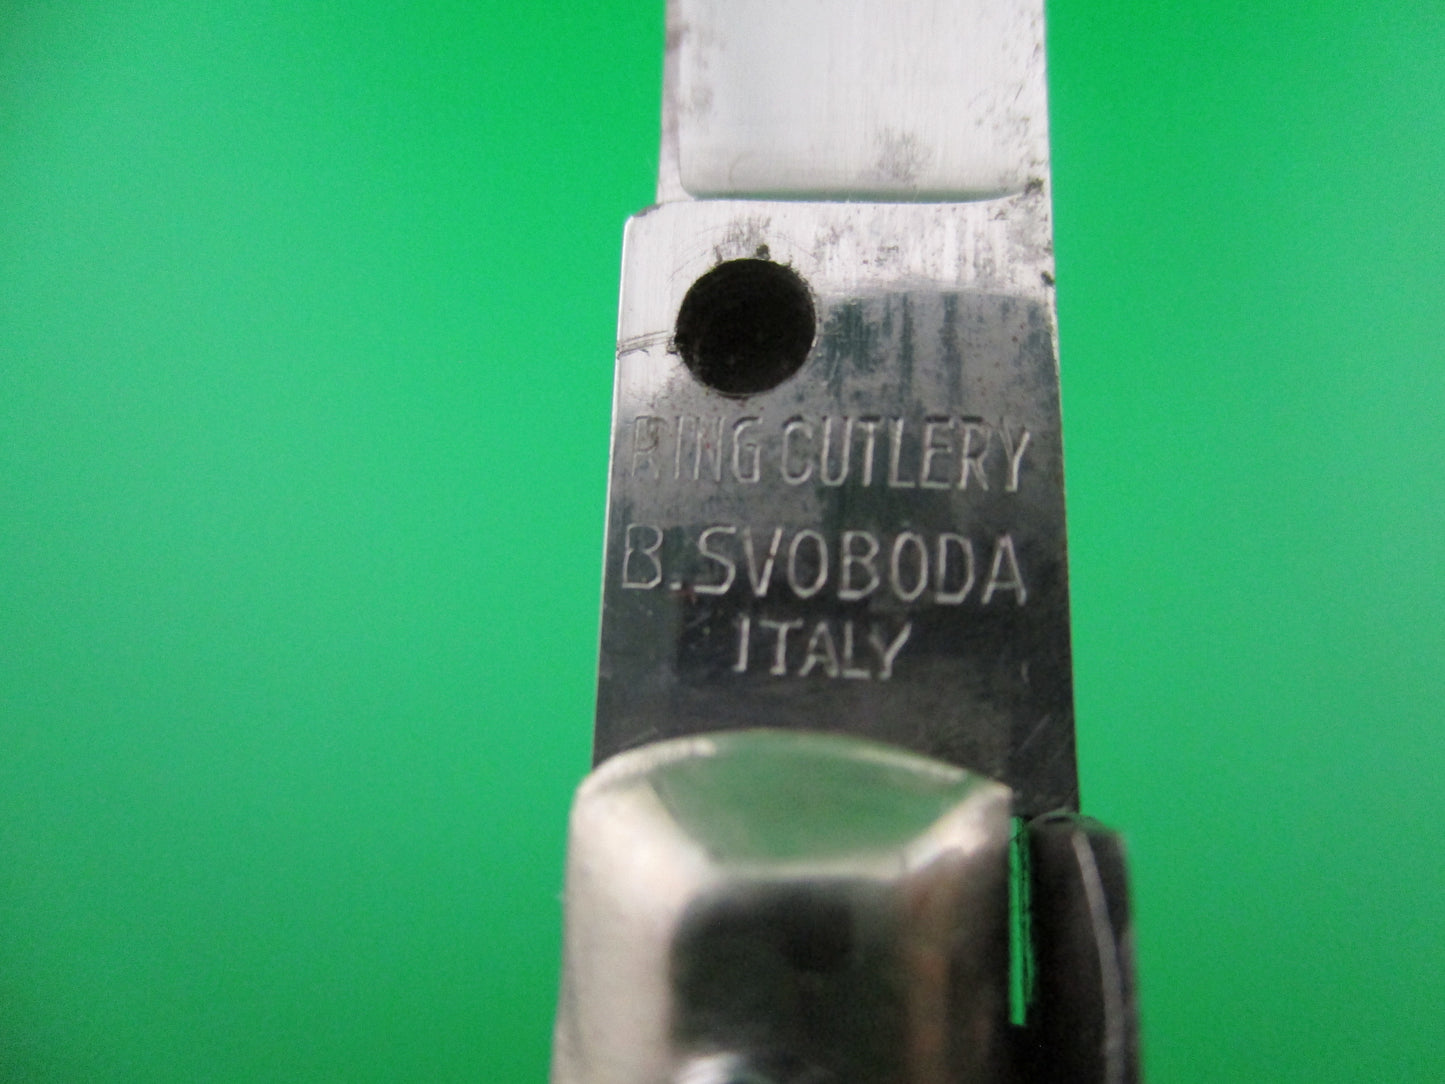 RING CUTLERY
B. SVOBODA
ITALY